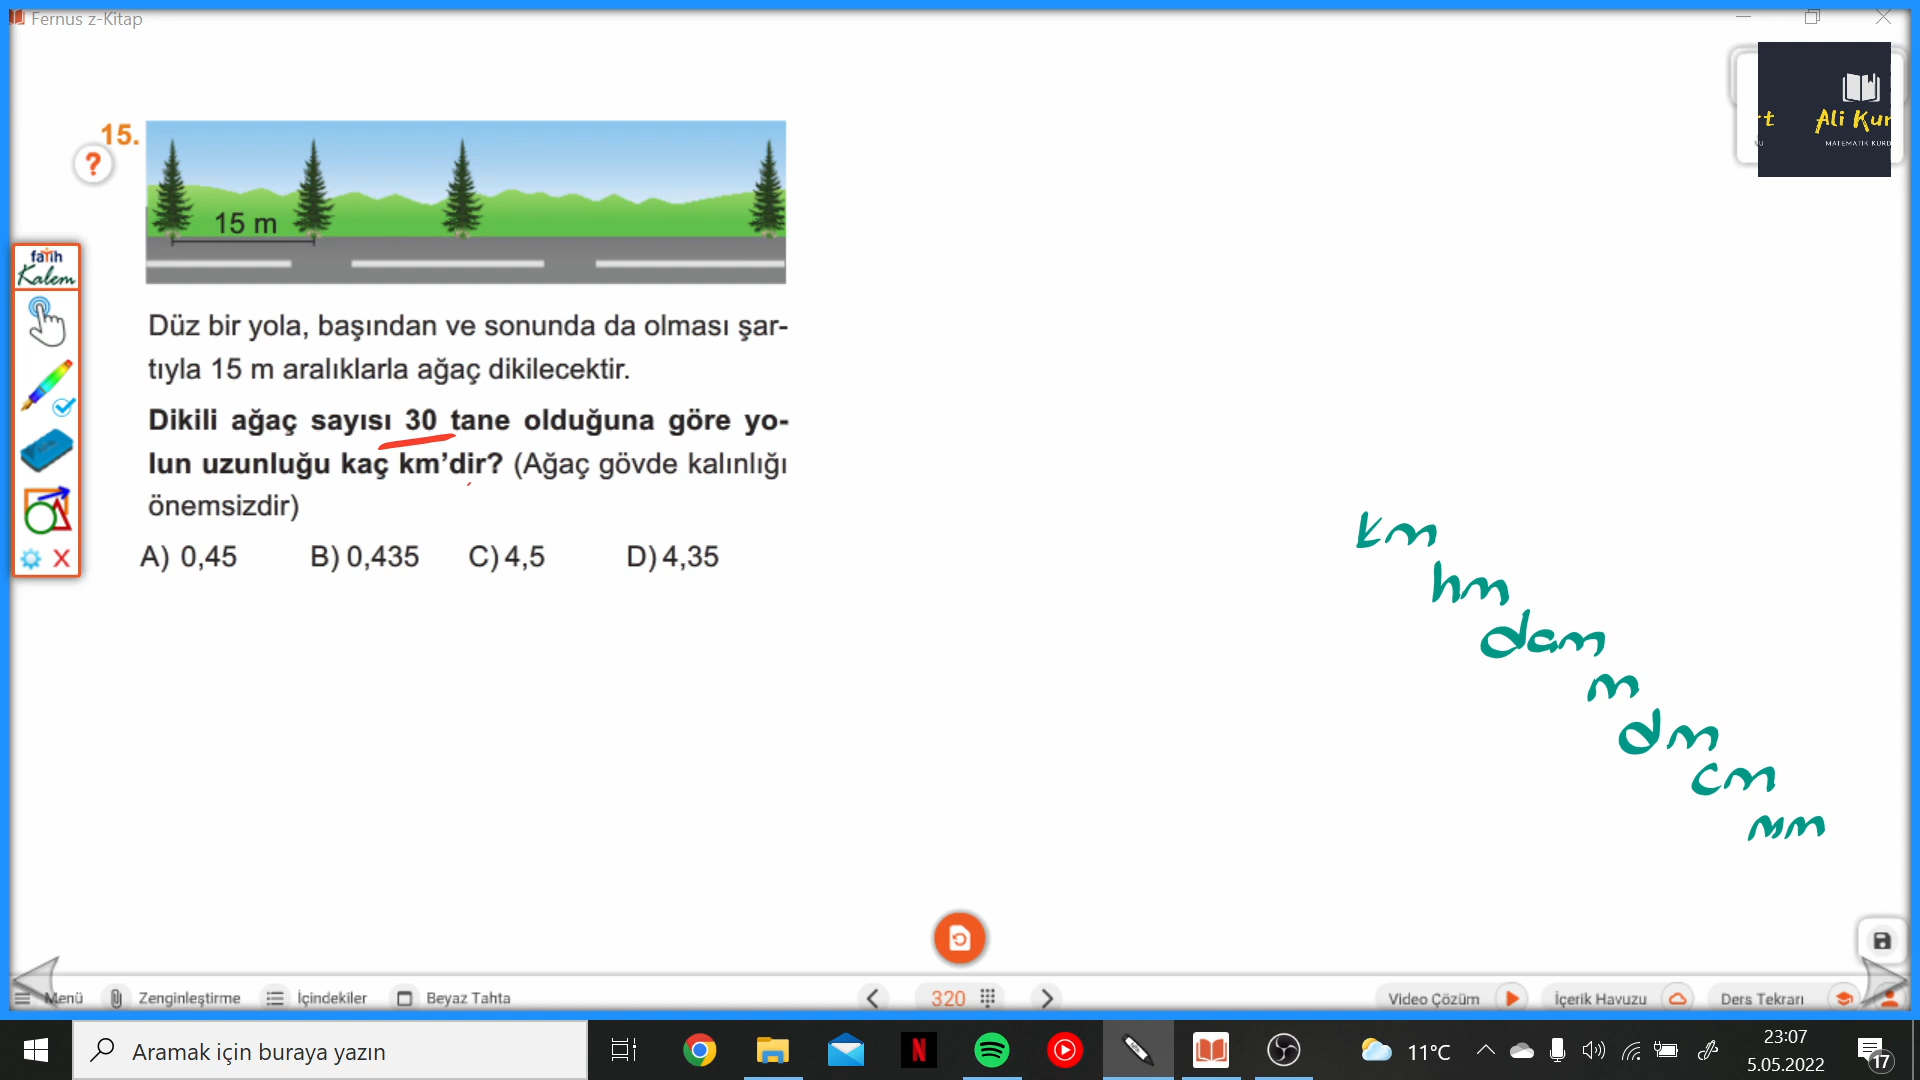 Fernus z-Kitap
rt Ali Kur
MATEMATİK KURD
15.
?
15 m
fatih
Kalem
Düz bir yola, başından ve sonunda da olması şar-
tıyla 15 m aralıklarla ağaç dikilecektir.
Dikili ağaç sayısı 30 tane olduğuna göre yo-
lun uzunluğu kaç km'dir? (Ağaç gövde kalınlığı
önemsizdir)
A) 0,45 B) 0,435 C) 4,5 D) 4,35
km
hm
dam
m
dm
cm
mm
Menü Zenginleştirme İçindekiler Beyaz Tahta 320 Video Çözüm İçerik Havuzu Ders Tekrarı
Aramak için buraya yazın
N
11°C
23:07
5.05.2022
17